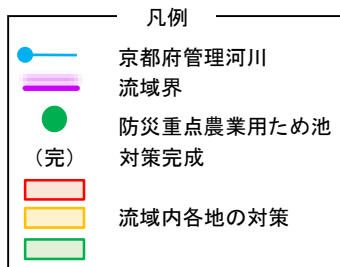 凡例
京都府管理河川
流域界
防災重点農業用ため池
(完) 対策完成
流域内各地の対策